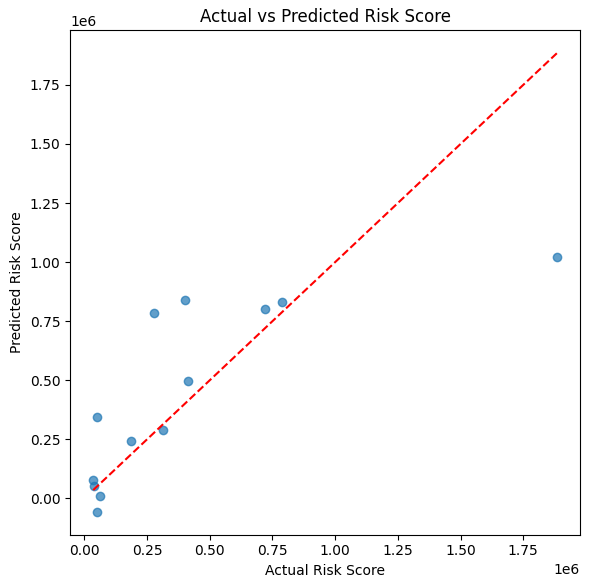 Actual vs Predicted Risk Score
1e6
1.75
1.50
1.25
1.00
0.75
0.50
0.25
0.00
Predicted Risk Score
0.00 0.25 0.50 0.75 1.00 1.25 1.50 1.75
1e6
Actual Risk Score